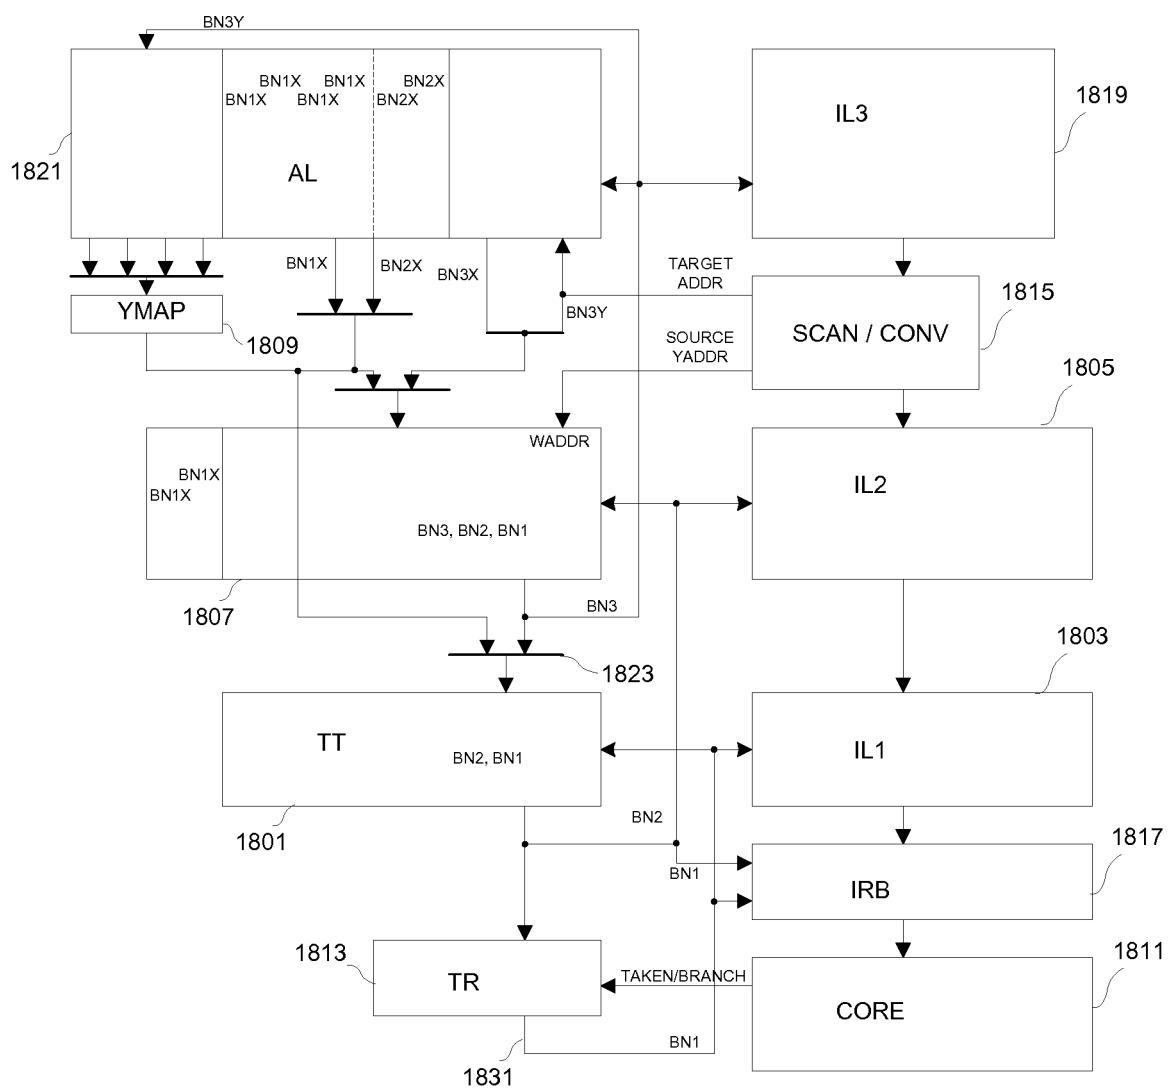 BN3Y
BN1X BN1X BN2X
BN1X BN1X BN2X
IL3
1819
1821
AL
BN1X
BN2X
BN3X
TARGET
ADDR
BN3Y
YMAP
1809
SCAN / CONV
1815
SOURCE
YADDR
1805
WADDR
BN1X
BN1X
IL2
BN3, BN2, BN1
1807
BN3
1823
1803
TT
BN2, BN1
IL1
1801
BN2
BN1
1817
IRB
1813
TR
TAKEN/BRANCH
1811
CORE
BN1
1831